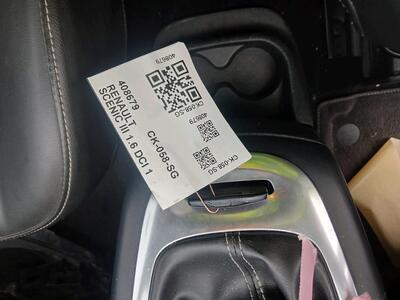 408679
RENAULT
SCENIC III 1.6 DCI 1
CK-058-SG
408679
CK-058-SG
408679
CK-058-SG